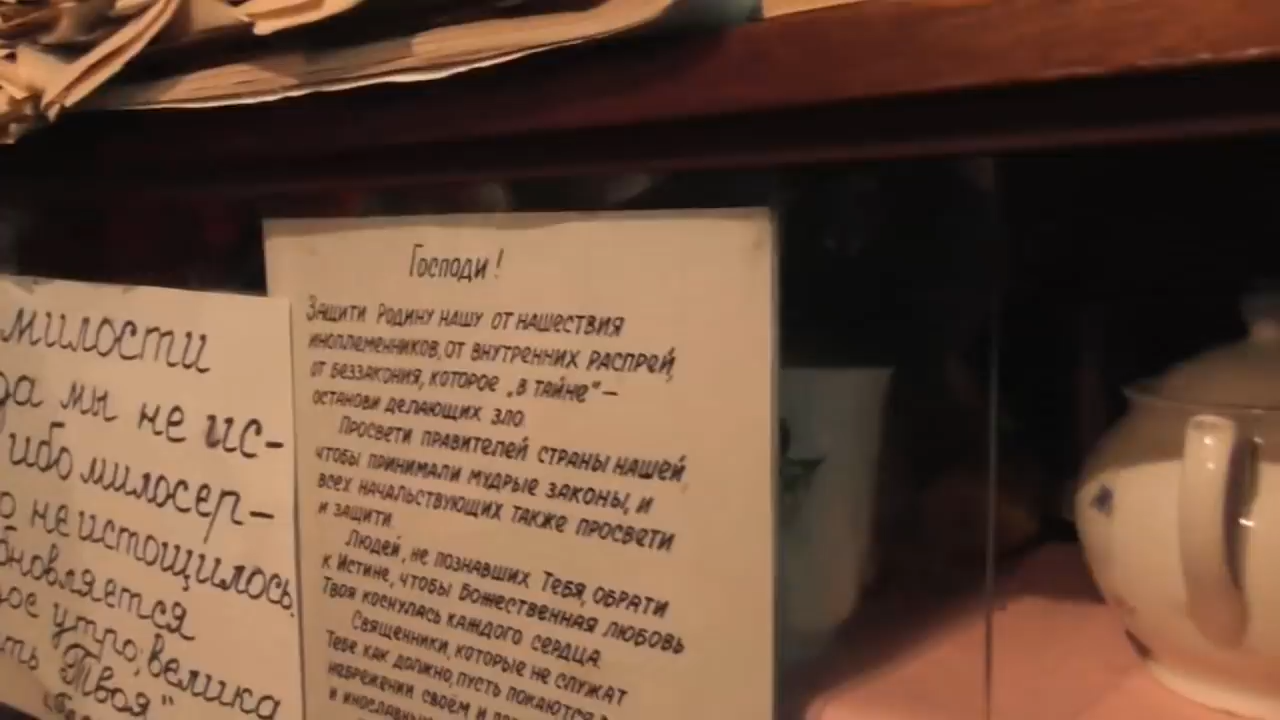 милости
да мы не ис-
ибо милосер-
о не истощилось.
бновляется
ое утро; велика
ть Твоя"
Господи!
Защити Родину нашу от нашествия
иноплеменников, от внутренних распрей,
от беззакония, которое „в тайне" —
останови делающих зло.
Просвети правителей страны нашей,
чтобы принимали мудрые законы, и
всех начальствующих также просвети
и защити.
Людей, не познавших Тебя, обрати
к Истине, чтобы Божественная любовь
Твоя коснулась каждого сердца.
Священники, которые не служат
Тебе как должно, пусть покаются в
небрежении своём и
и инославных